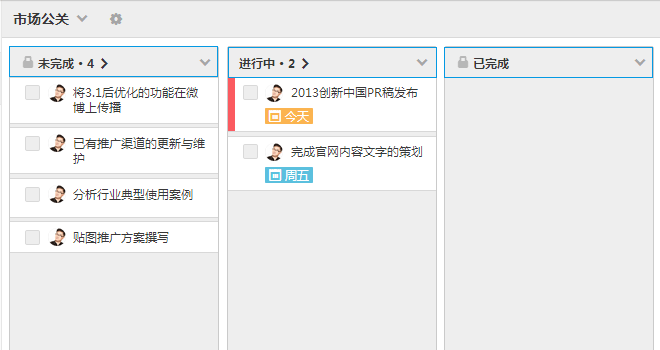 市场公关
未完成 • 4
将3.1后优化的功能在微
博上传播
已有推广渠道的更新与维
护
分析行业典型使用案例
贴图推广方案撰写
进行中 • 2
2013创新中国PR稿发布
今天
完成官网内容文字的策划
周五
已完成